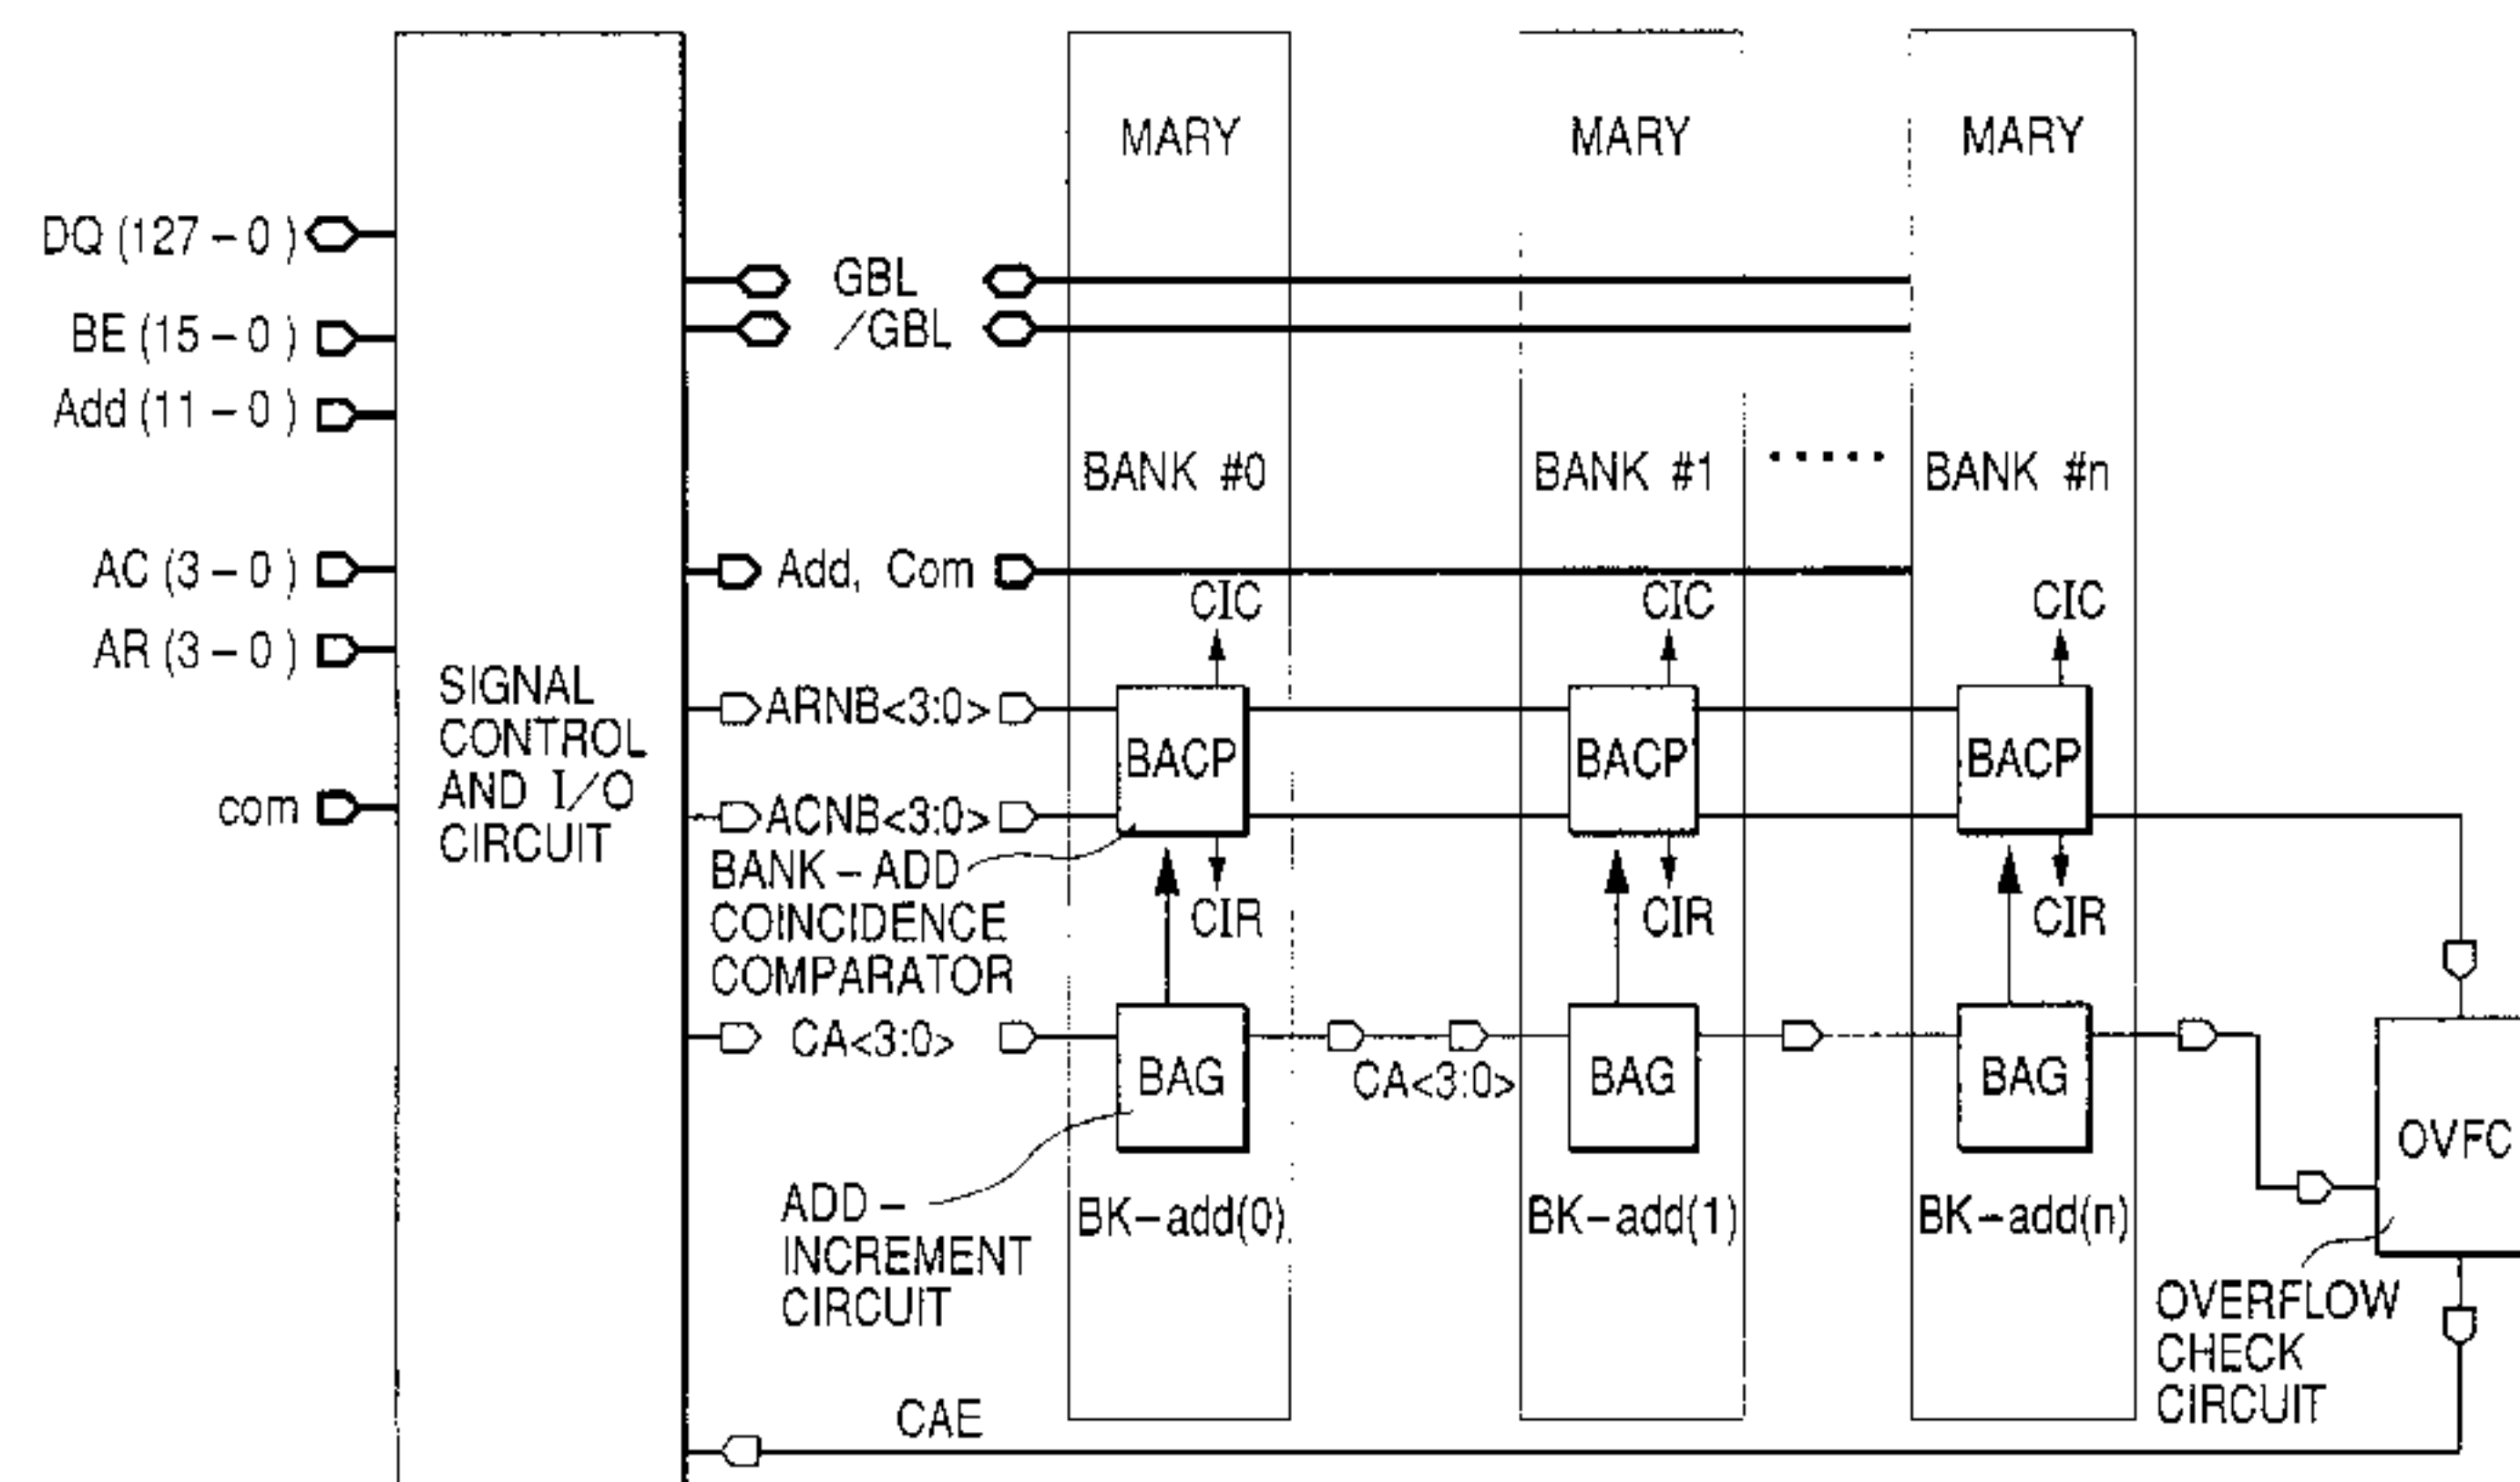 MARY MARY MARY
DQ (127 – 0 )
GBL
BE (15 – 0 )
/GBL
Add (11 – 0 )
BANK #0 BANK #1 ..... BANK #n
AC (3 – 0 )
Add, Com
CIC CIC CIC
AR (3 – 0 )
SIGNAL
CONTROL
AND I/O
CIRCUIT
ARNB<3:0>
BACP BACP BACP
com
ACNB<3:0>
BANK – ADD
COINCIDENCE
COMPARATOR
CIR CIR CIR
CA<3:0>
BAG BAG BAG
CA<3:0>
OVFC
ADD –
INCREMENT
CIRCUIT
BK–add(0) BK–add(1) BK–add(n)
OVERFLOW
CHECK
CIRCUIT
CAE